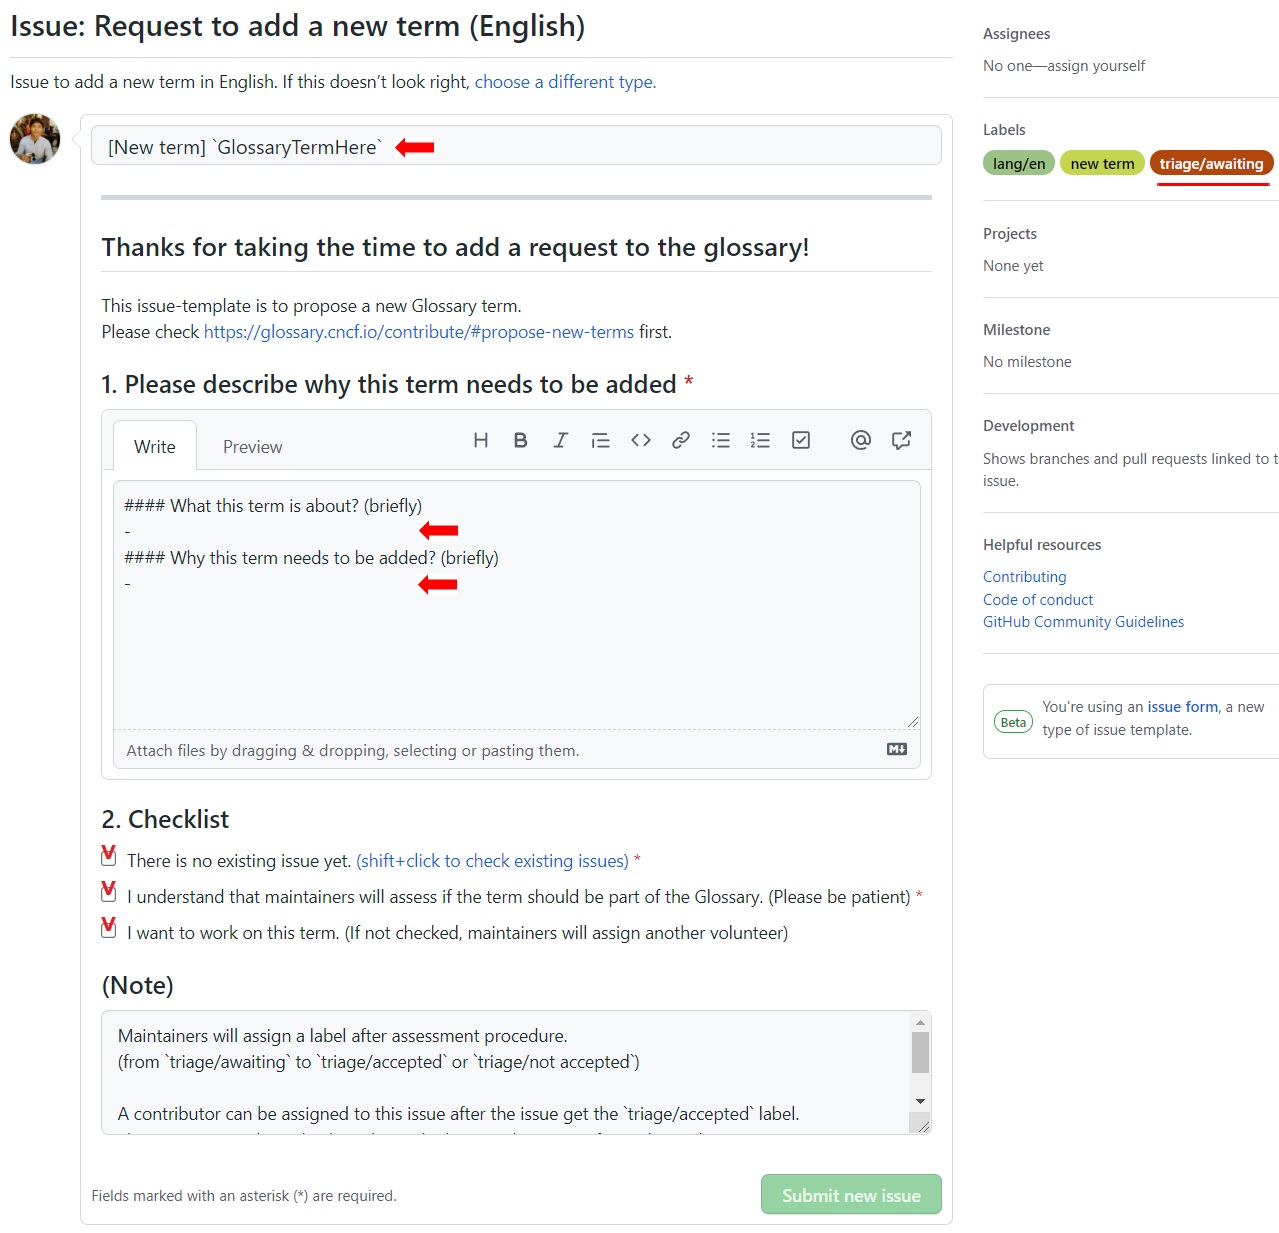 Issue: Request to add a new term (English)
Issue to add a new term in English. If this doesn’t look right, choose a different type.
[New term] `GlossaryTermHere`
Thanks for taking the time to add a request to the glossary!
This issue-template is to propose a new Glossary term.
Please check https://glossary.cncf.io/contribute/#propose-new-terms first.
1. Please describe why this term needs to be added *
Write
Preview
#### What this term is about? (briefly)
-
#### Why this term needs to be added? (briefly)
-
Attach files by dragging & dropping, selecting or pasting them.
2. Checklist
There is no existing issue yet. (shift+click to check existing issues) *
I understand that maintainers will assess if the term should be part of the Glossary. (Please be patient) *
I want to work on this term. (If not checked, maintainers will assign another volunteer)
(Note)
Maintainers will assign a label after assessment procedure.
(from `triage/awaiting` to `triage/accepted` or `triage/not accepted`)
A contributor can be assigned to this issue after the issue get the `triage/accepted` label.
Fields marked with an asterisk (*) are required.
Submit new issue
Assignees
No one—assign yourself
Labels
lang/en new term triage/awaiting
Projects
None yet
Milestone
No milestone
Development
Shows branches and pull requests linked to t
issue.
Helpful resources
Contributing
Code of conduct
GitHub Community Guidelines
Beta
You're using an issue form, a new
type of issue template.